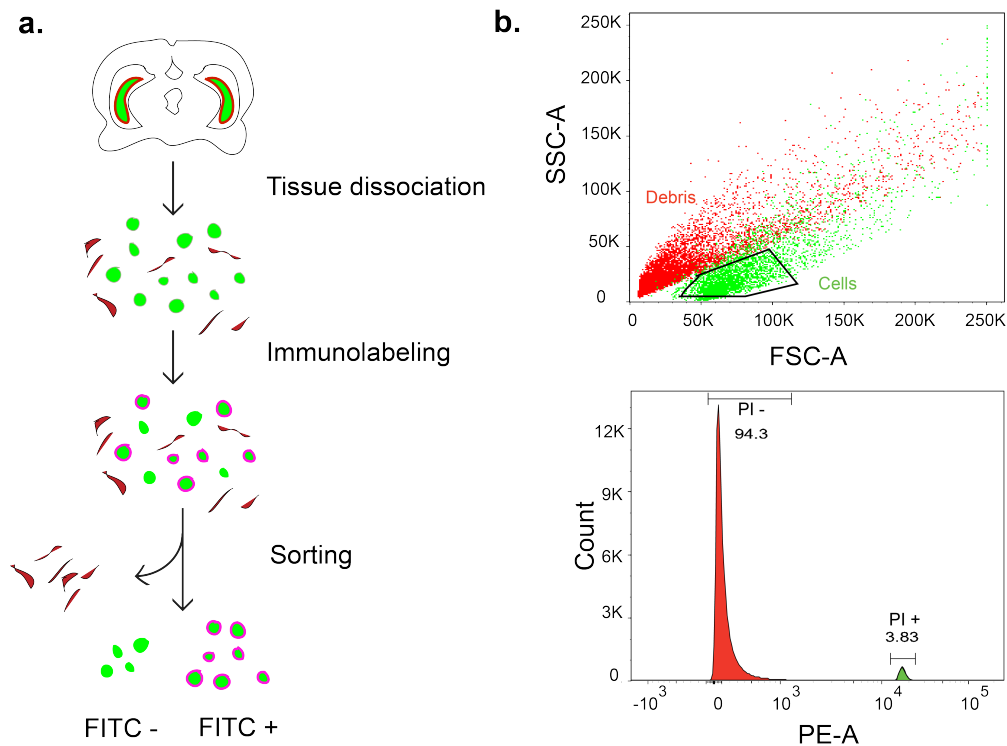 a.
Tissue dissociation
Immunolabeling
Sorting
FITC -
FITC +
b.
250K
200K
150K
100K
50K
0
SSC-A
Debris
Cells
0
50K
100K
150K
200K
250K
FSC-A
12K
9K
6K
3K
0
Count
PI -
94.3
PI +
3.83
-10³
0
10³
10⁴
10⁵
PE-A